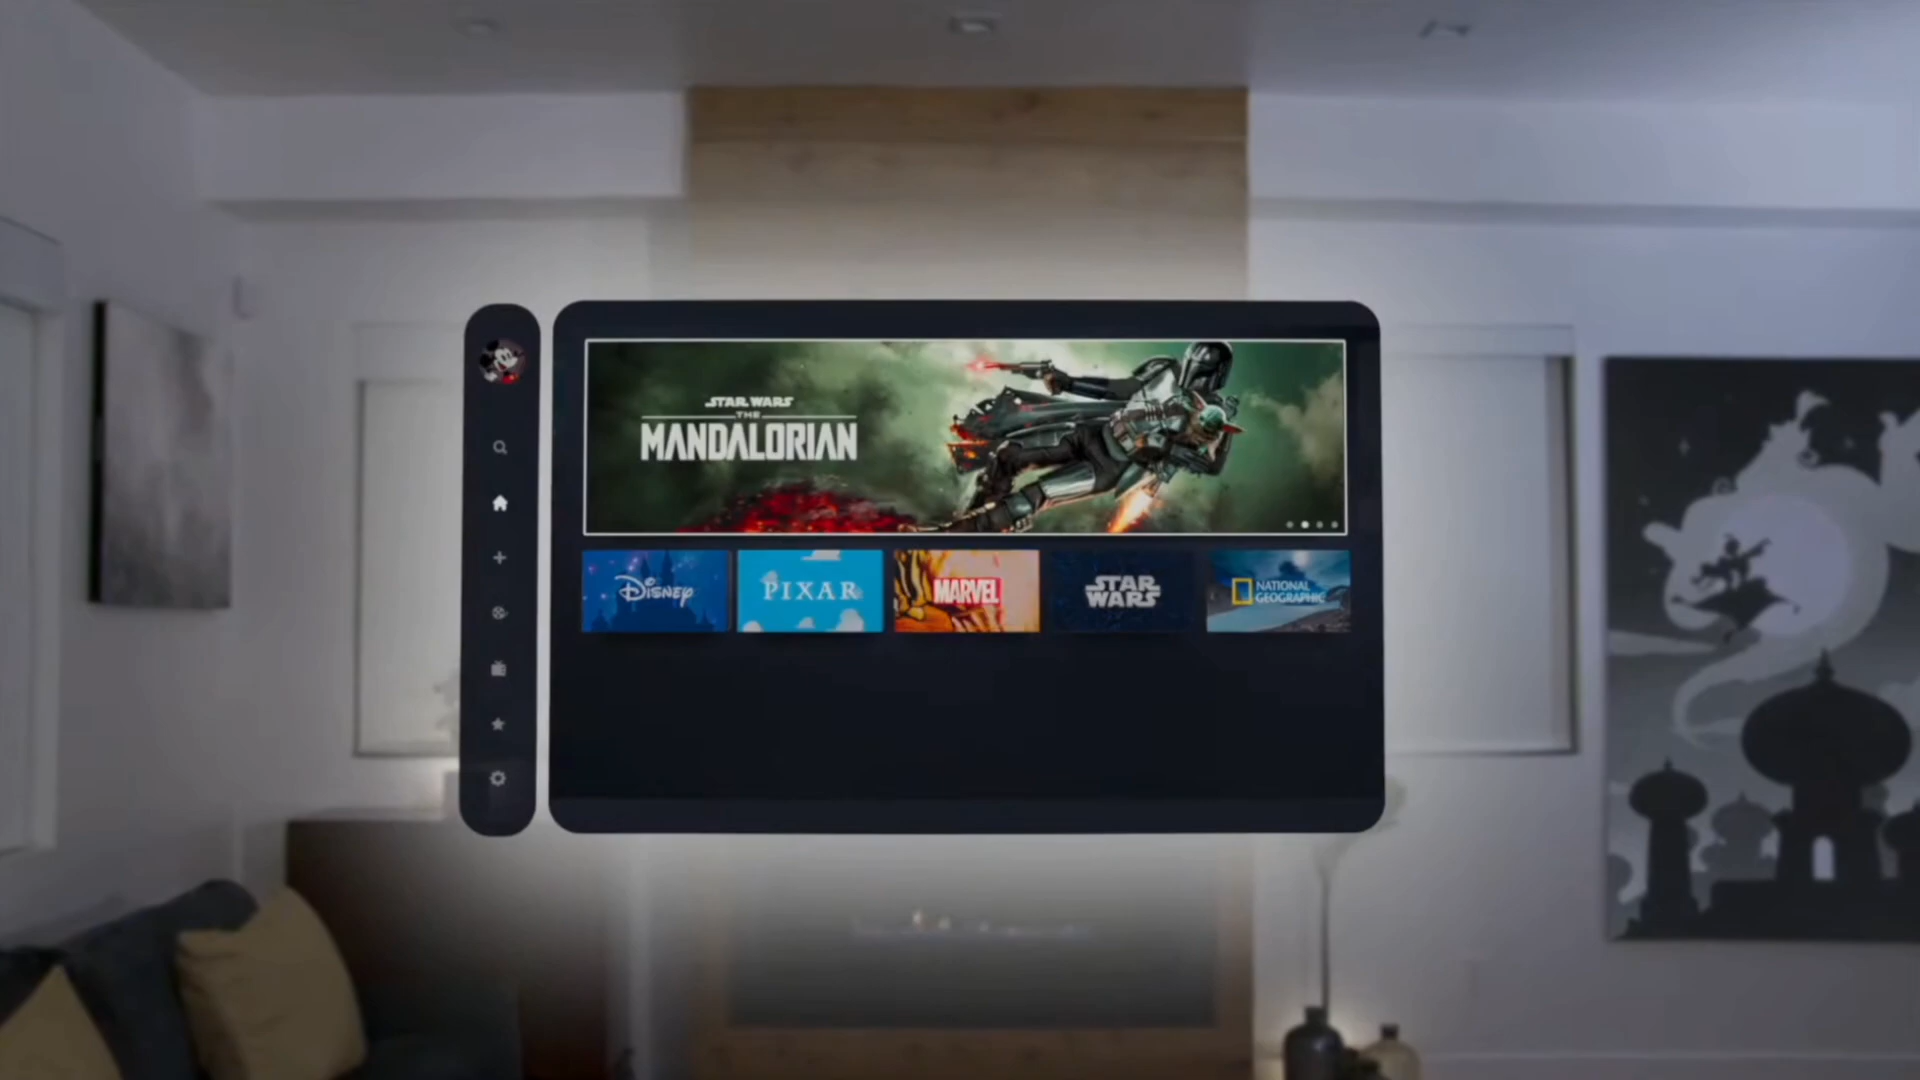 STAR WARS
THE
MANDALORIAN
Disney
PIXAR
MARVEL
STAR
WARS
NATIONAL
GEOGRAPHIC